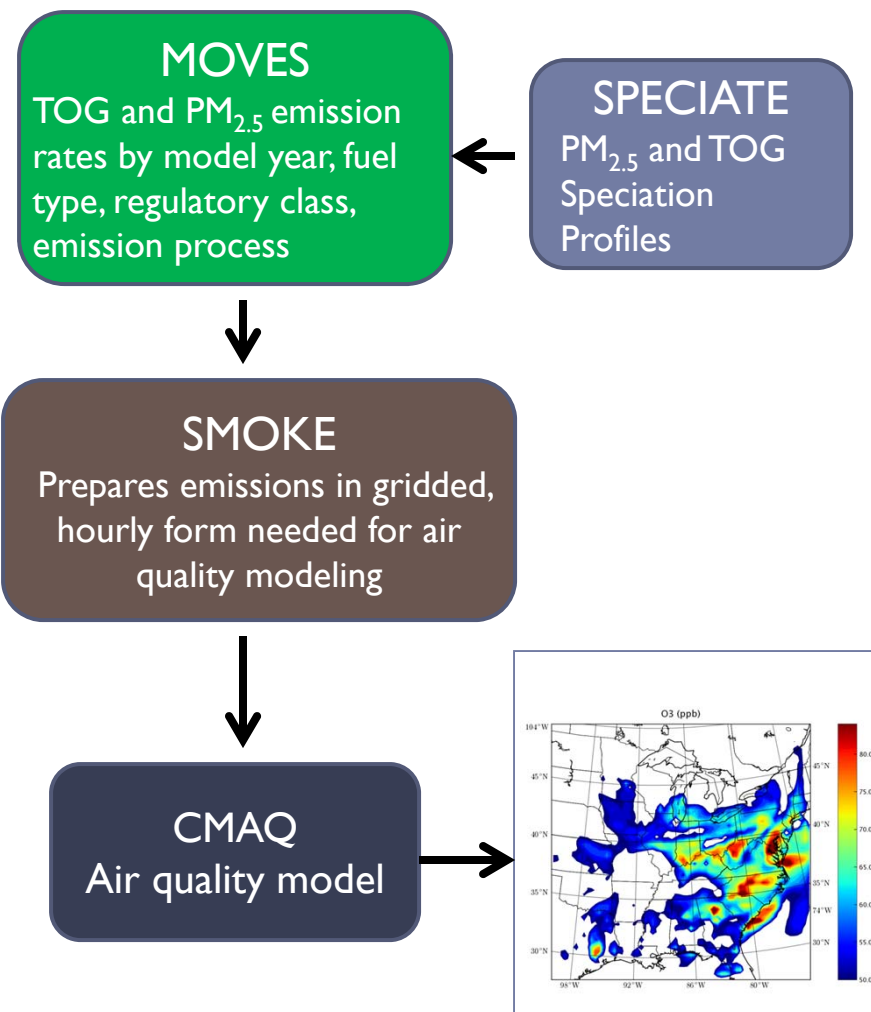 MOVES
TOG and PM2.5 emission
rates by model year, fuel
type, regulatory class,
emission process
SPECIATE
PM2.5 and TOG
Speciation
Profiles
SMOKE
Prepares emissions in gridded,
hourly form needed for air
quality modeling
CMAQ
Air quality model
O3 (ppb)
104°W
45°N
40°N
35°N
30°N
98°W
92°W
86°W
80°W
45°N
40°N
35°N
74°W
30°N
80.0
75.0
70.0
65.0
60.0
55.0
50.0